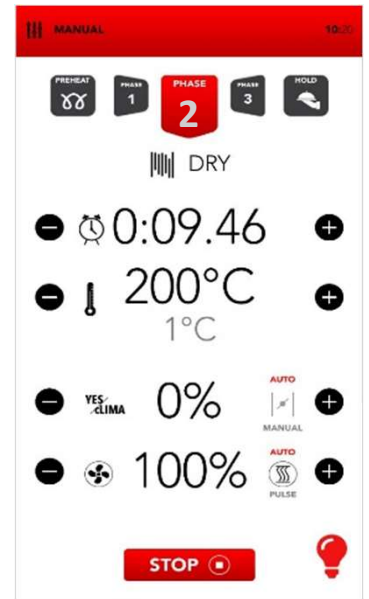 MANUAL 10:20
PREHEAT PHASE 1 PHASE 2 PHASE 3 HOLD
DRY
0:09.46
200°C
1°C
YES/CLIMA 0% AUTO MANUAL
100% AUTO PULSE
STOP